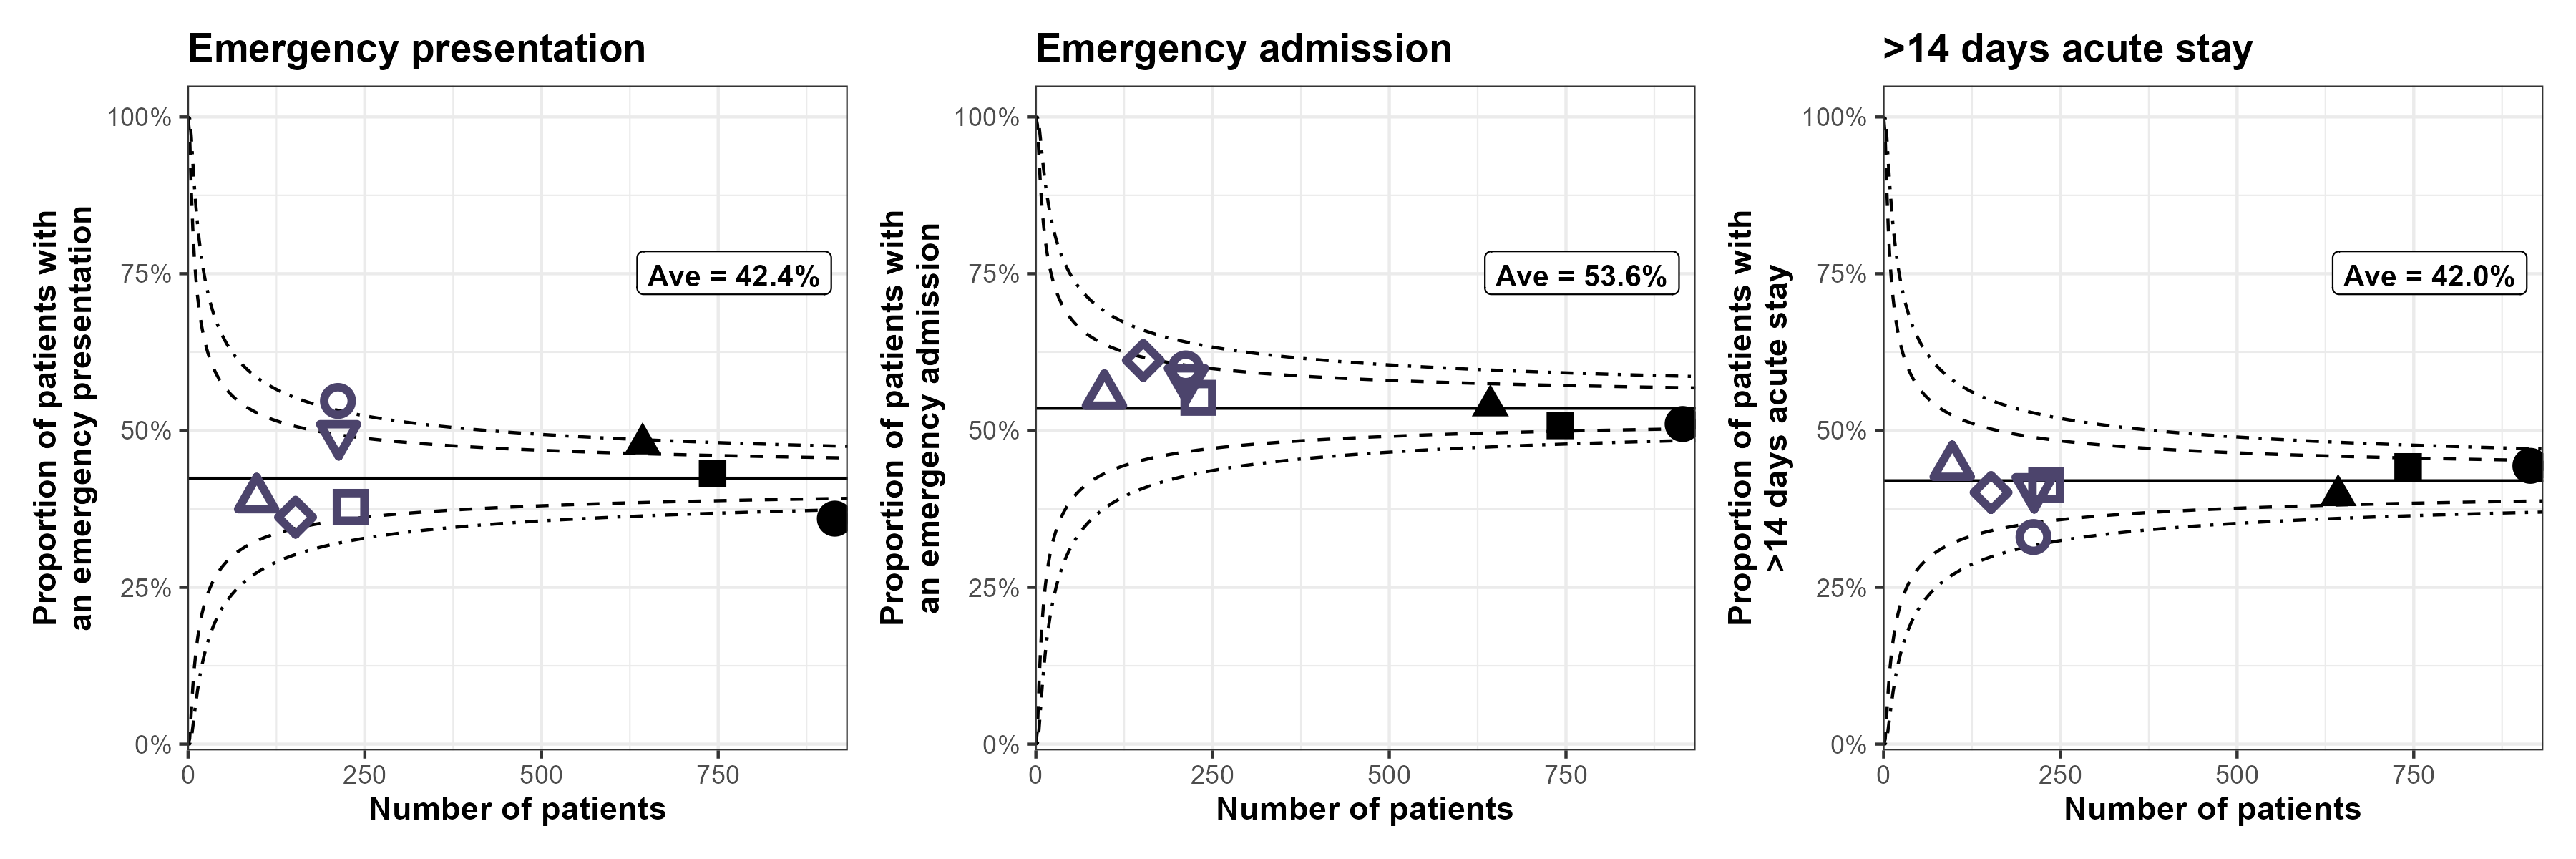 Emergency presentation
Proportion of patients with
an emergency presentation
100%
75%
50%
25%
0%
Ave = 42.4%
0 250 500 750
Number of patients
Emergency admission
Proportion of patients with
an emergency admission
100%
75%
50%
25%
0%
Ave = 53.6%
0 250 500 750
Number of patients
>14 days acute stay
Proportion of patients with
>14 days acute stay
100%
75%
50%
25%
0%
Ave = 42.0%
0 250 500 750
Number of patients